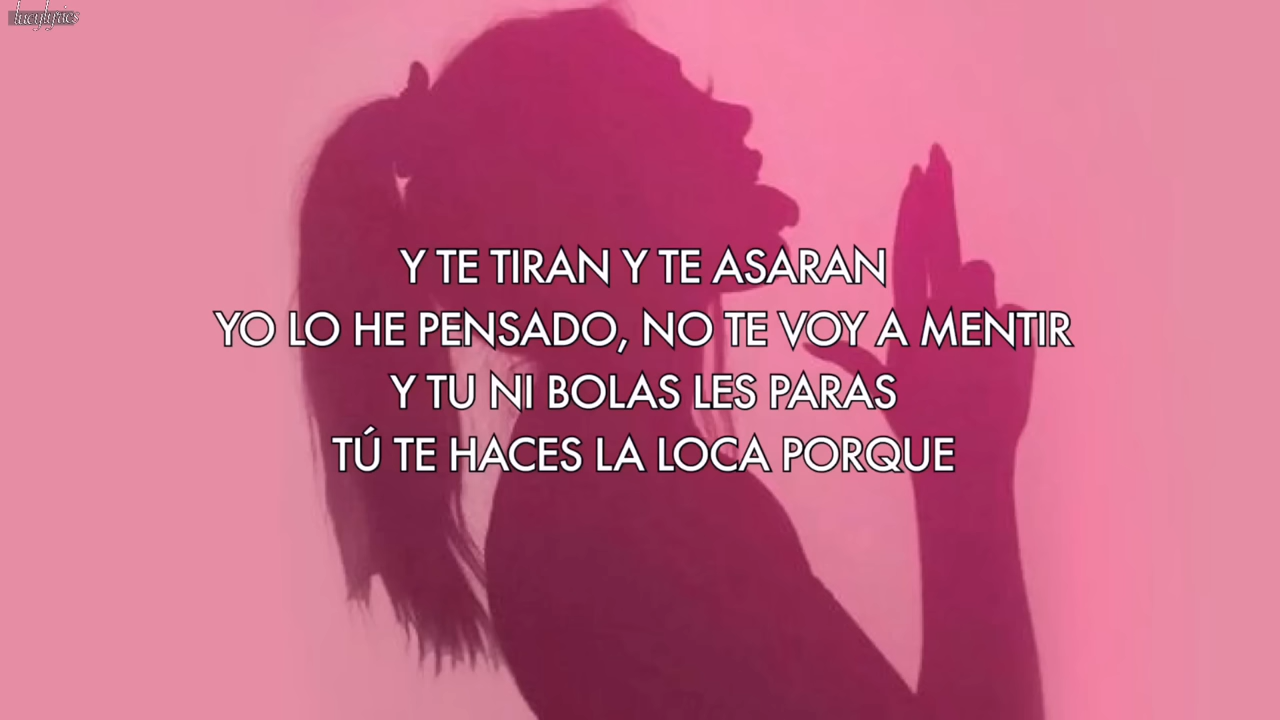 lucylyrics
Y TE TIRAN Y TE ASARAN
YO LO HE PENSADO, NO TE VOY A MENTIR
Y TU NI BOLAS LES PARAS
TÚ TE HACES LA LOCA PORQUE